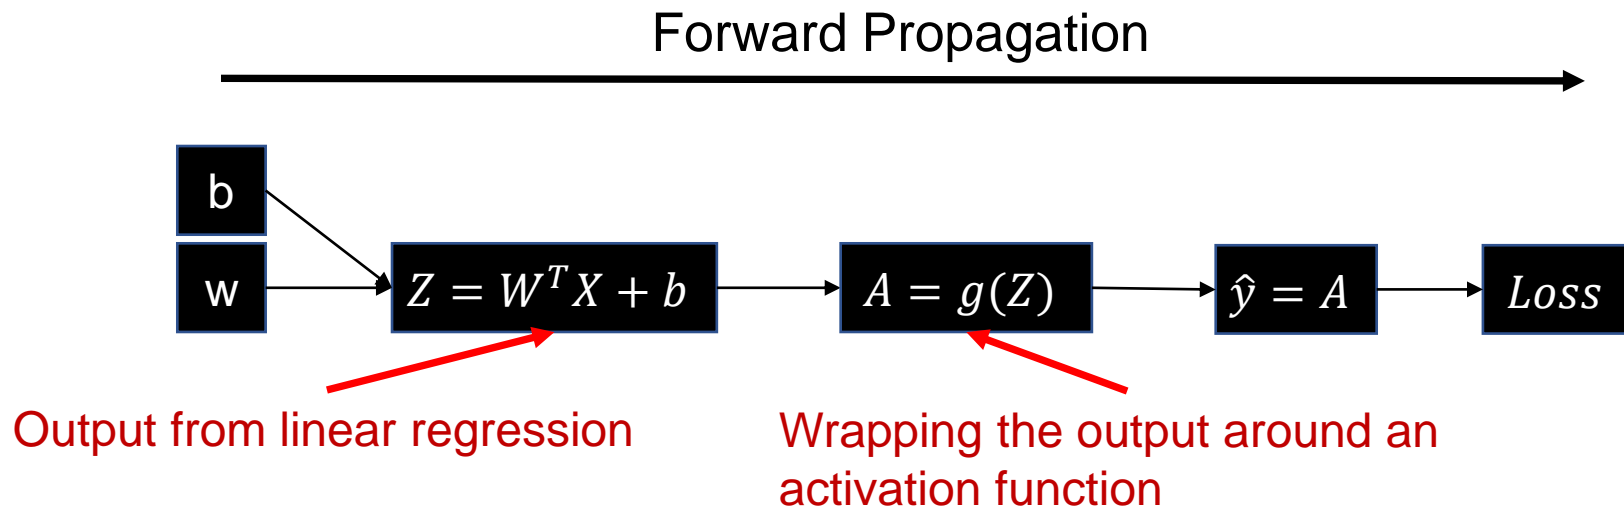 Forward Propagation
b
w
Z = W^T X + b
A = g(Z)
ŷ = A
Loss
Output from linear regression
Wrapping the output around an
activation function